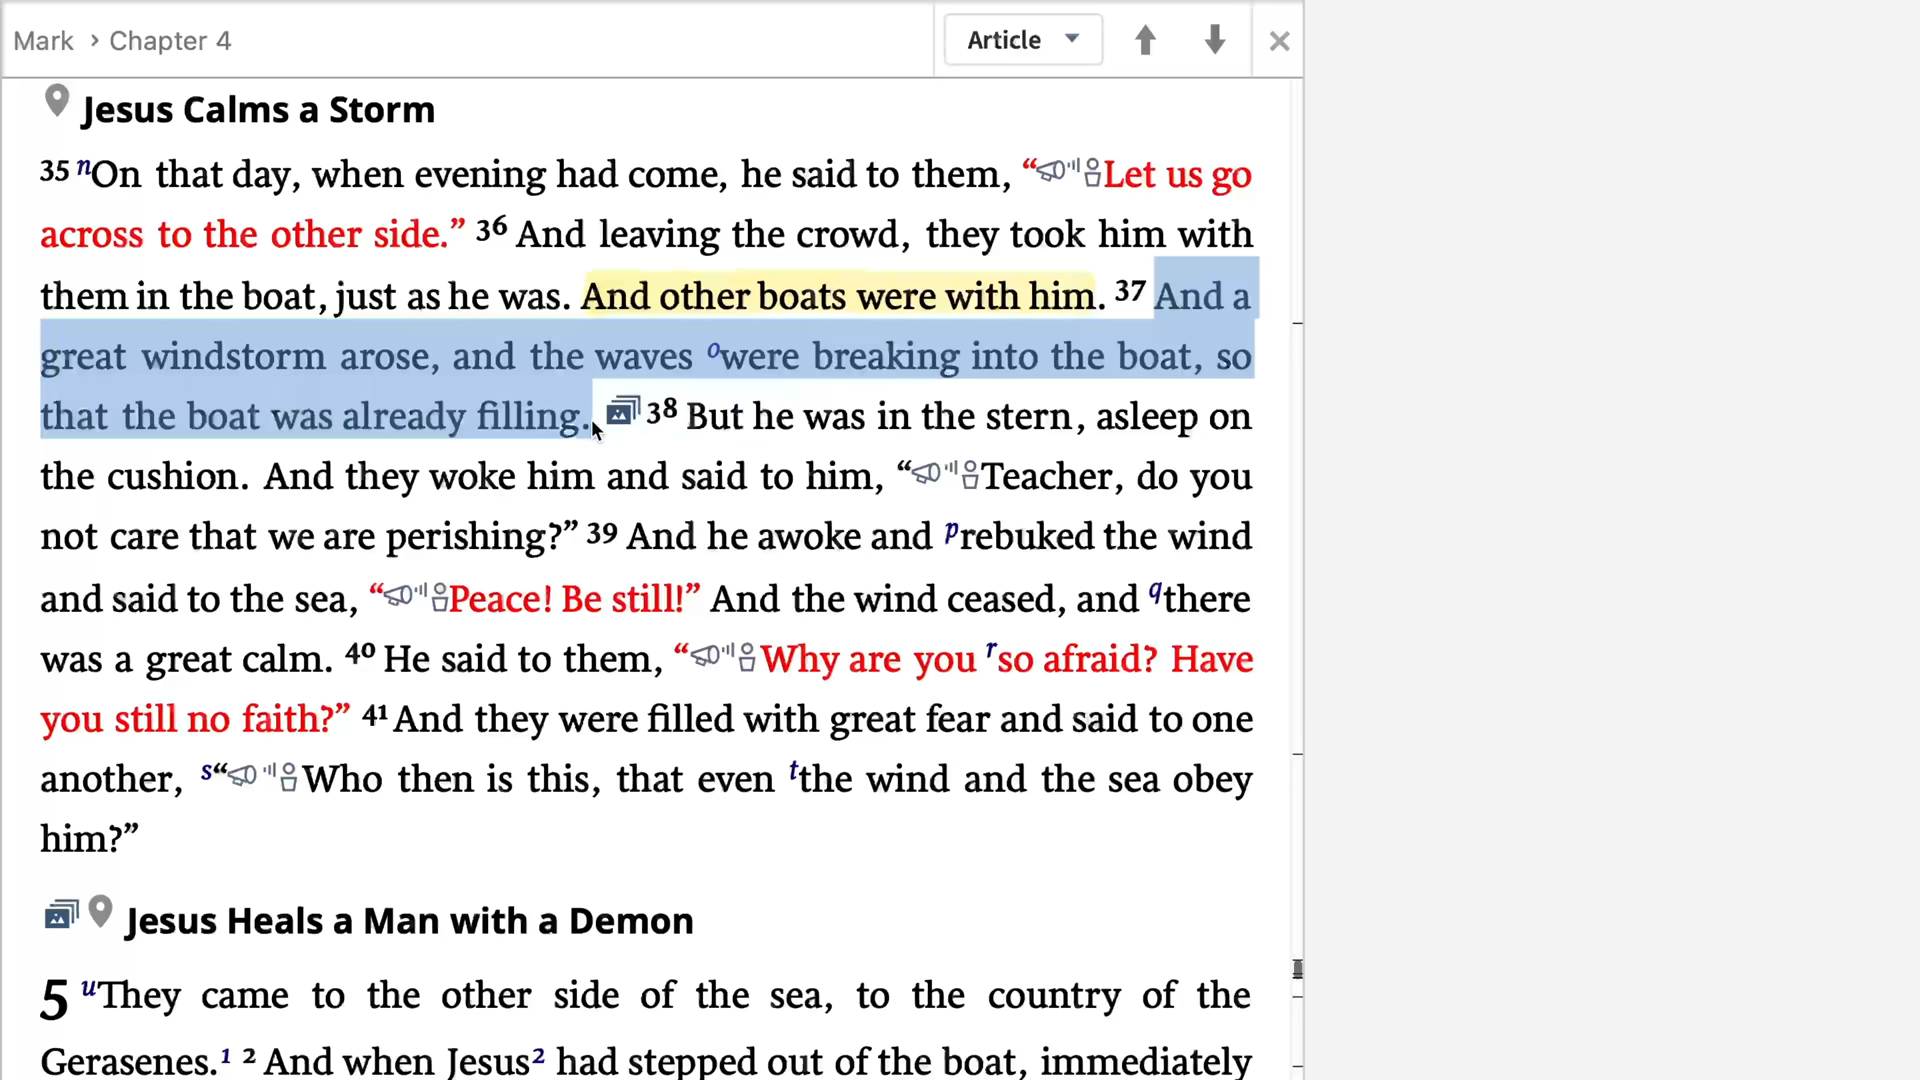 Mark › Chapter 4
Article
Jesus Calms a Storm
35 nOn that day, when evening had come, he said to them, “Let us go
across to the other side.” 36 And leaving the crowd, they took him with
them in the boat, just as he was. And other boats were with him. 37 And a
great windstorm arose, and the waves owere breaking into the boat, so
that the boat was already filling. 38 But he was in the stern, asleep on
the cushion. And they woke him and said to him, “Teacher, do you
not care that we are perishing?” 39 And he awoke and prebuked the wind
and said to the sea, “Peace! Be still!” And the wind ceased, and qthere
was a great calm. 40 He said to them, “Why are you rso afraid? Have
you still no faith?” 41 And they were filled with great fear and said to one
another, s“Who then is this, that even tthe wind and the sea obey
him?”
Jesus Heals a Man with a Demon
5 uThey came to the other side of the sea, to the country of the
Gerasenes.1 2 And when Jesus2 had stepped out of the boat, immediately